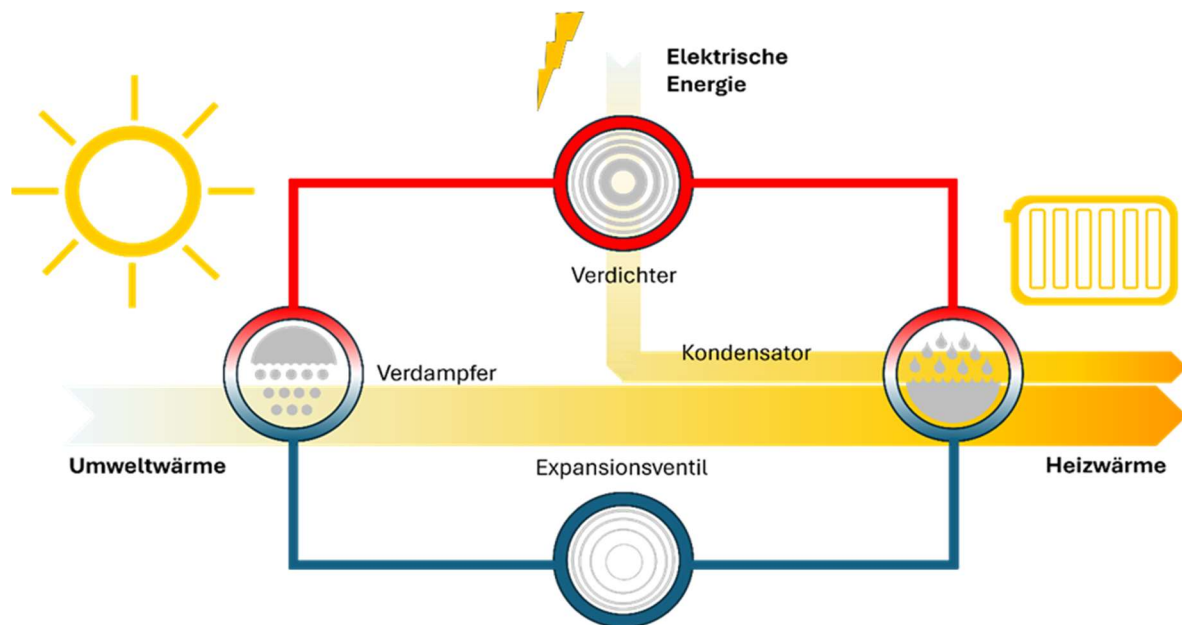 Elektrische
Energie
Verdichter
Kondensator
Verdampfer
Umweltwärme
Expansionsventil
Heizwärme